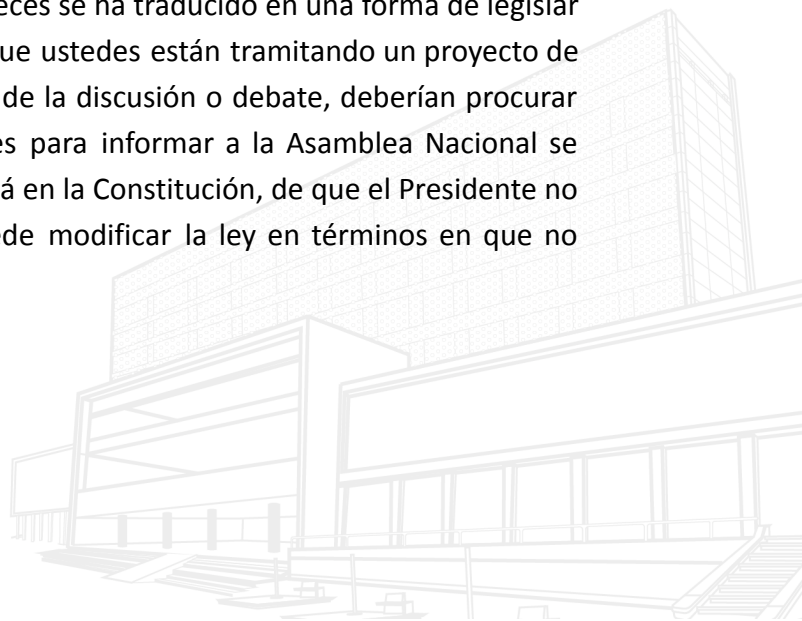 eces se ha traducido en una forma de legislar
ue ustedes están tramitando un proyecto de
de la discusión o debate, deberían procurar
es para informar a la Asamblea Nacional se
á en la Constitución, de que el Presidente no
ede modificar la ley en términos en que no